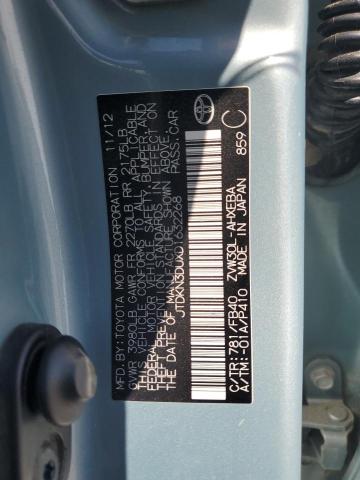 MFD.BY:TOYOTA MOTOR CORPORATION 11/12
GVWR 3980LB GAWR FR 2270LB RR 2175LB
THIS VEHICLE CONFORMS TO ALL APPLICABLE
FEDERAL MOTOR VEHICLE SAFETY, BUMPER, AND
THEFT PREVENTION STANDARDS IN EFFECT ON
THE DATE OF MANUFACTURE SHOWN ABOVE.
PASS.CAR
C/TR:781/FB40 ZVW30L-AHXEBA
A/TM:-01A/P410 MADE IN JAPAN
859 C